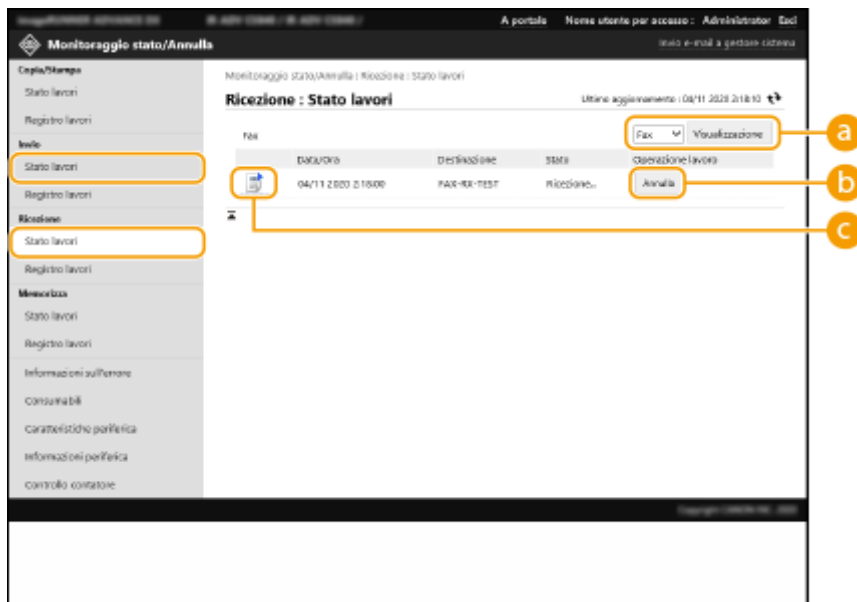 A portale Nome utente per accesso : Administrator Esci
Monitoraggio stato/Annulla
Invio e-mail a gestore sistema
Copia/Stampa
Stato lavori
Registro lavori
Invio
Stato lavori
Registro lavori
Ricezione
Stato lavori
Registro lavori
Memorizza
Stato lavori
Registro lavori
Informazioni sull'errore
Consumabili
Caratteristiche periferica
Informazioni periferica
Controllo contatore
Monitoraggio stato/Annulla : Ricezione : Stato lavori
Ricezione : Stato lavori
Ultimo aggiornamento : 04/11 2020 2:18:10
Fax
Fax Visualizzazione
Data/Ora Destinazione Stato Operazione lavoro
04/11 2020 2:18:00 FAX-RX-TEST Ricezione... Annulla
a
b
c